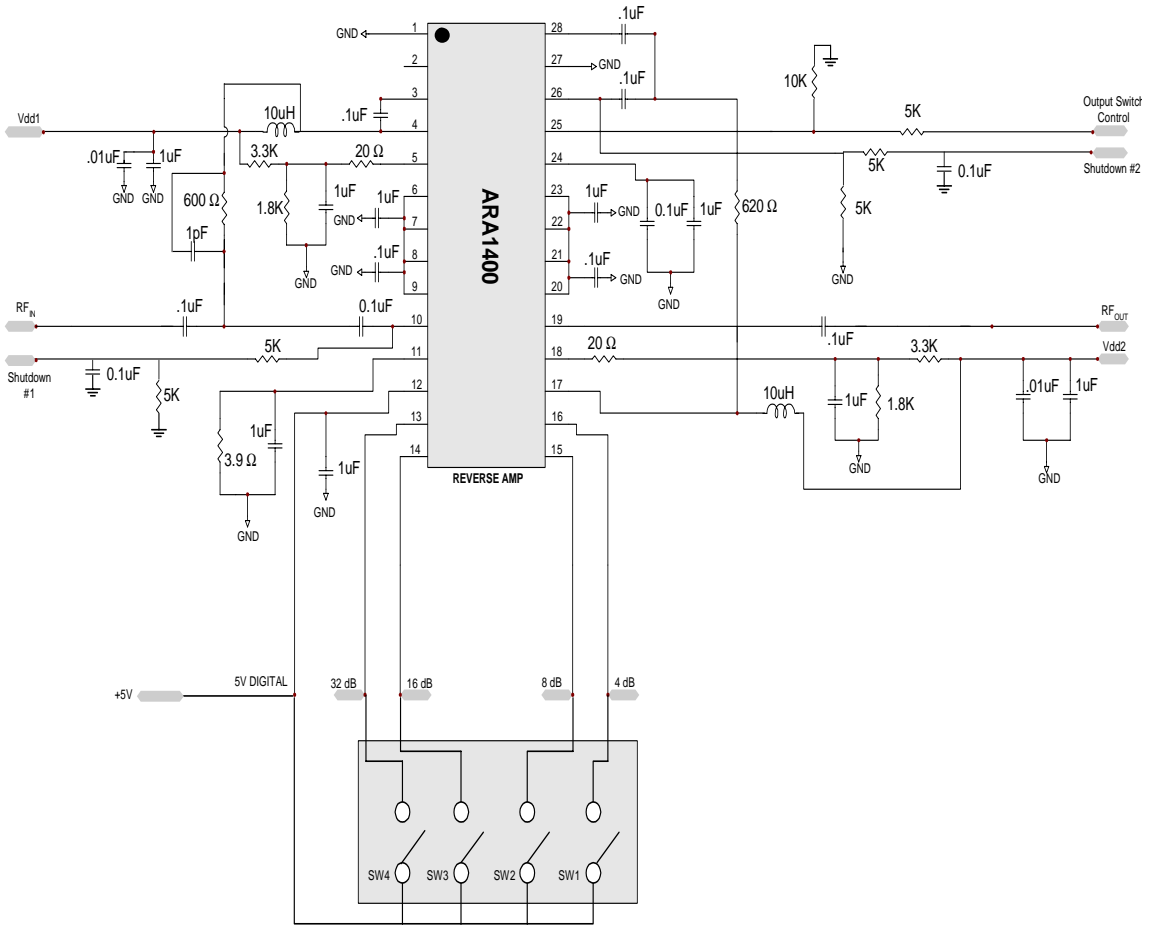 1
GND
28
.1uF
2
27
GND
3
26
.1uF
10K
Vdd1
10uH
.1uF
4
25
5K
Output Switch
Control
3.3K
20 Ω
5
24
5K
0.1uF
Shutdown #2
.01uF
1uF
GND
GND
600 Ω
1.8K
1uF
1pF
GND
1uF
GND
6
7
.1uF
GND
8
9
ARA1400
23
1uF
GND
22
21
.1uF
GND
20
0.1uF
1uF
GND
620 Ω
5K
GND
RF IN
.1uF
0.1uF
10
19
.1uF
RF OUT
Shutdown
#1
0.1uF
5K
5K
11
18
20 Ω
3.3K
Vdd2
12
17
10uH
1uF
1.8K
GND
.01uF
1uF
GND
13
16
14
15
3.9 Ω
1uF
GND
1uF
GND
REVERSE AMP
+5V
5V DIGITAL
32 dB
16 dB
8 dB
4 dB
SW4
SW3
SW2
SW1